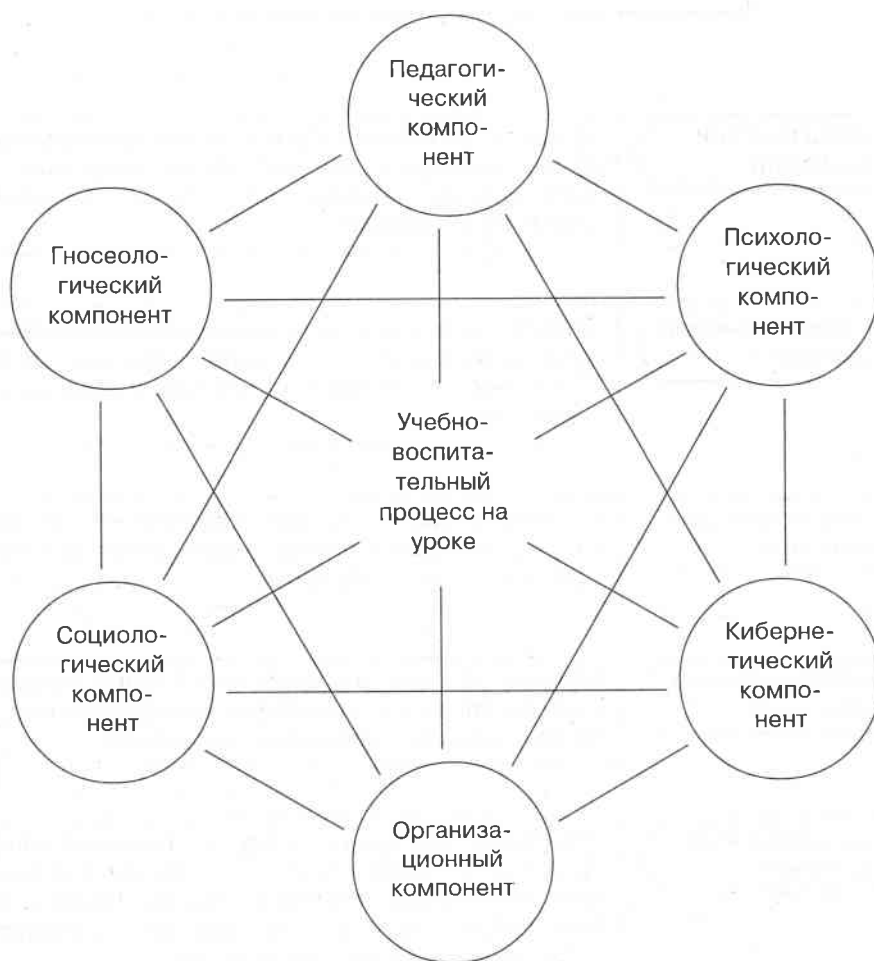 Педагоги-
ческий
компо-
нент
Гносеоло-
гический
компонент
Психоло-
гический
компо-
нент
Учебно-
воспита-
тельный
процесс на
уроке
Социоло-
гический
компо-
нент
Киберне-
тический
компо-
нент
Организа-
ционный
компонент